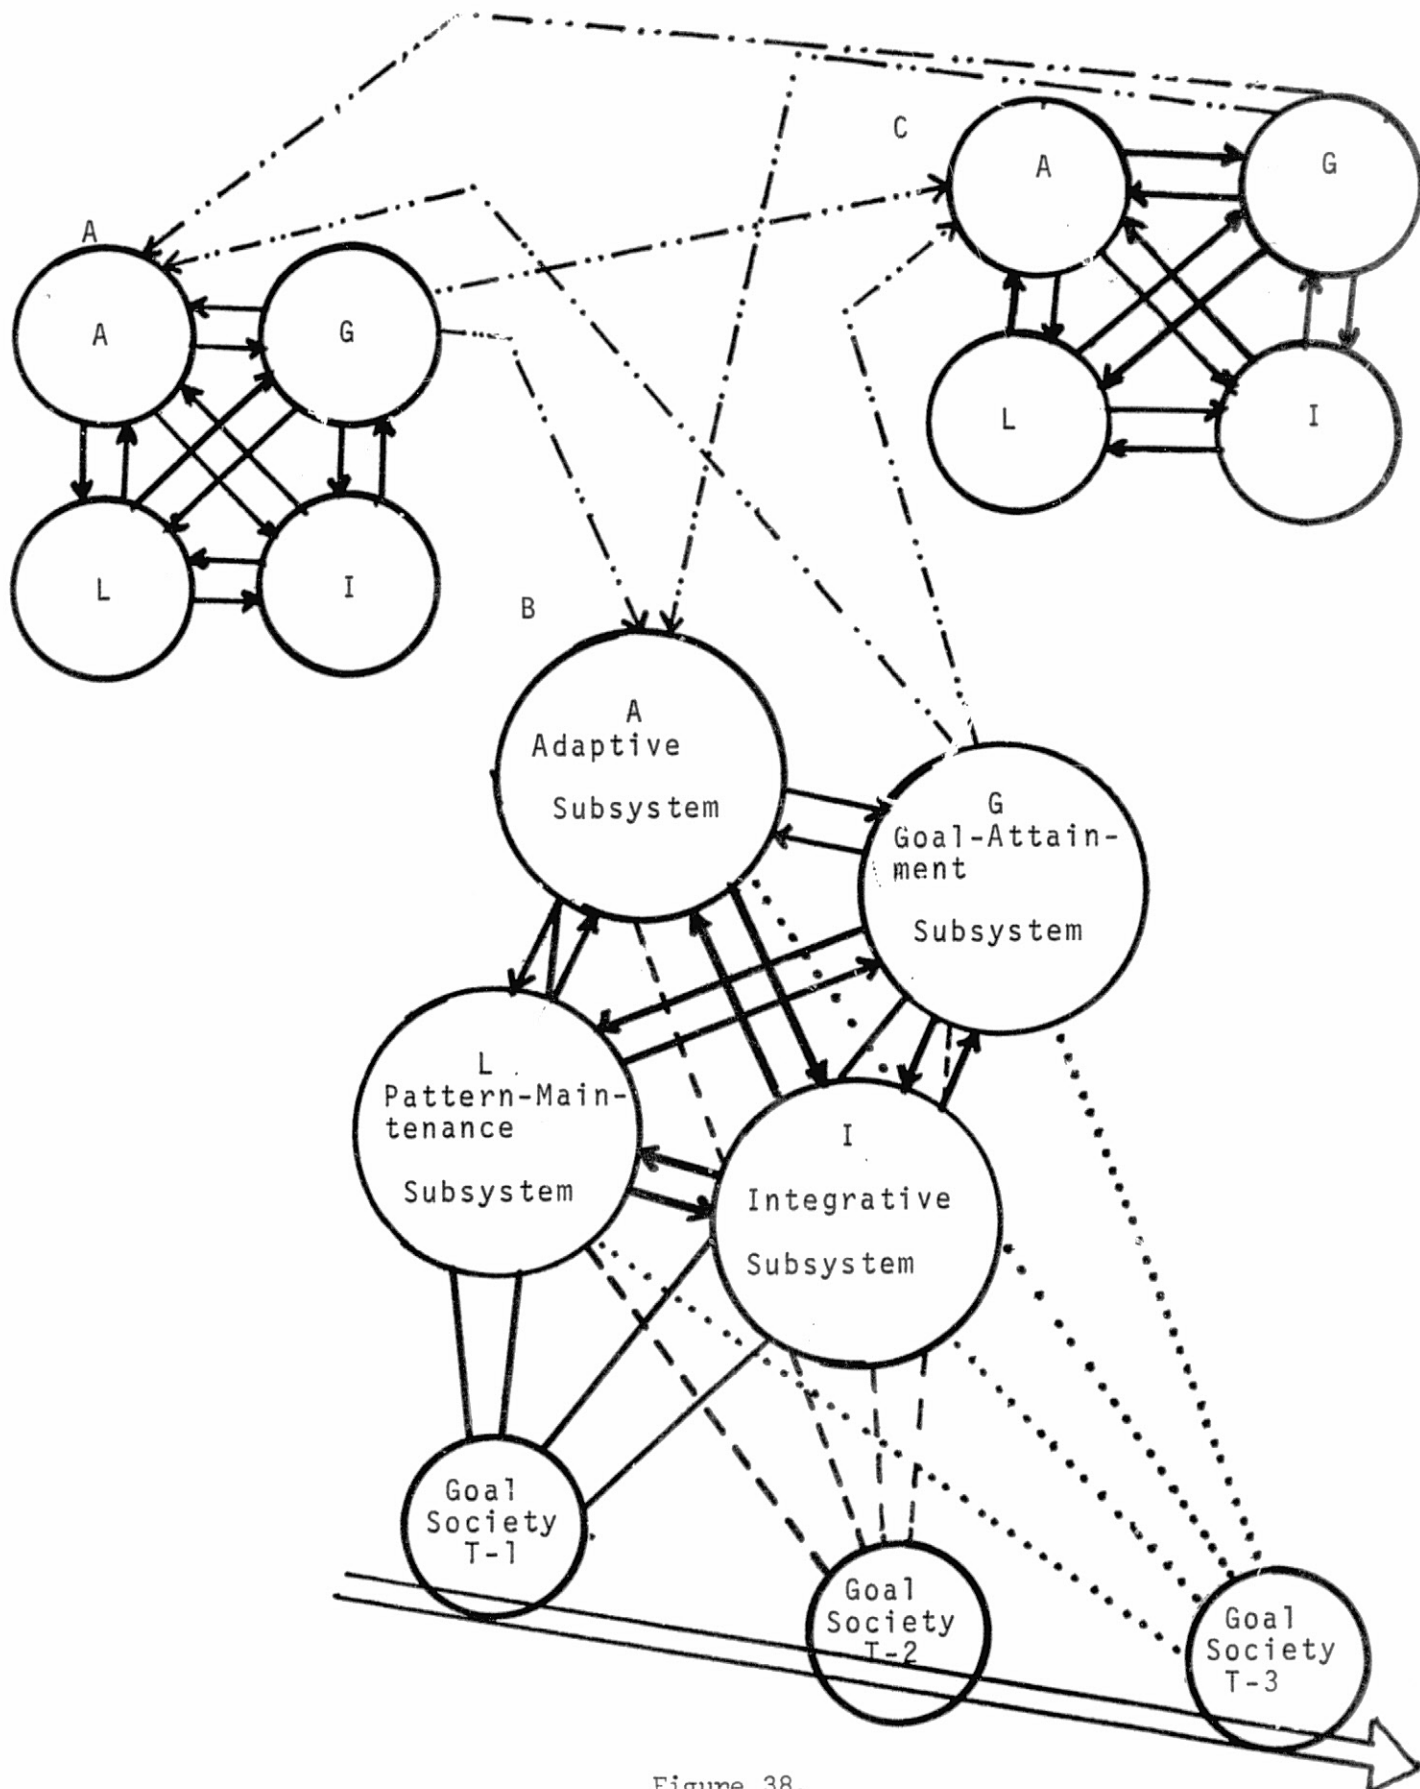 C
A
G
L
I
A
A
G
L
I
B
A
Adaptive
Subsystem
G
Goal-Attain-
ment
Subsystem
L
Pattern-Main-
tenance
Subsystem
I
Integrative
Subsystem
Goal
Society
T-1
Goal
Society
T-2
Goal
Society
T-3
Figure 38.